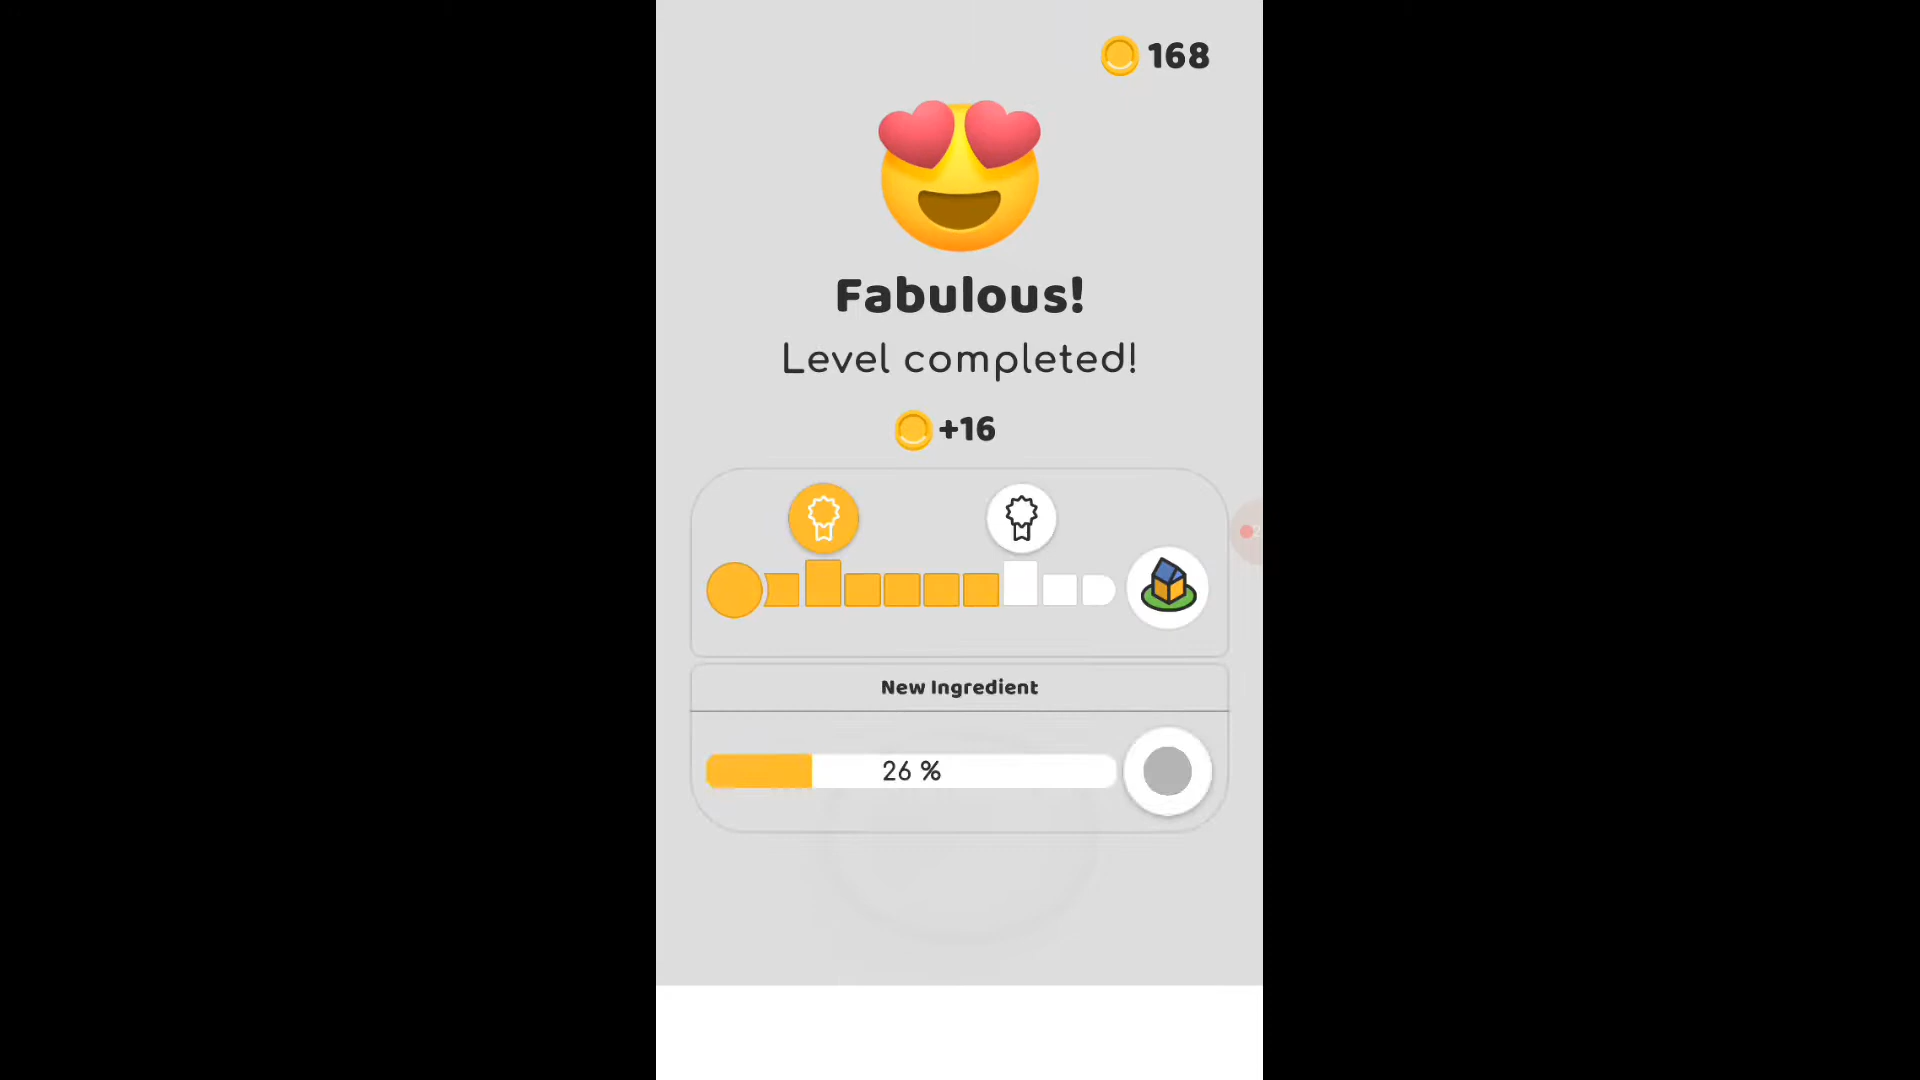 168
Fabulous!
Level completed!
+16
New Ingredient
26 %